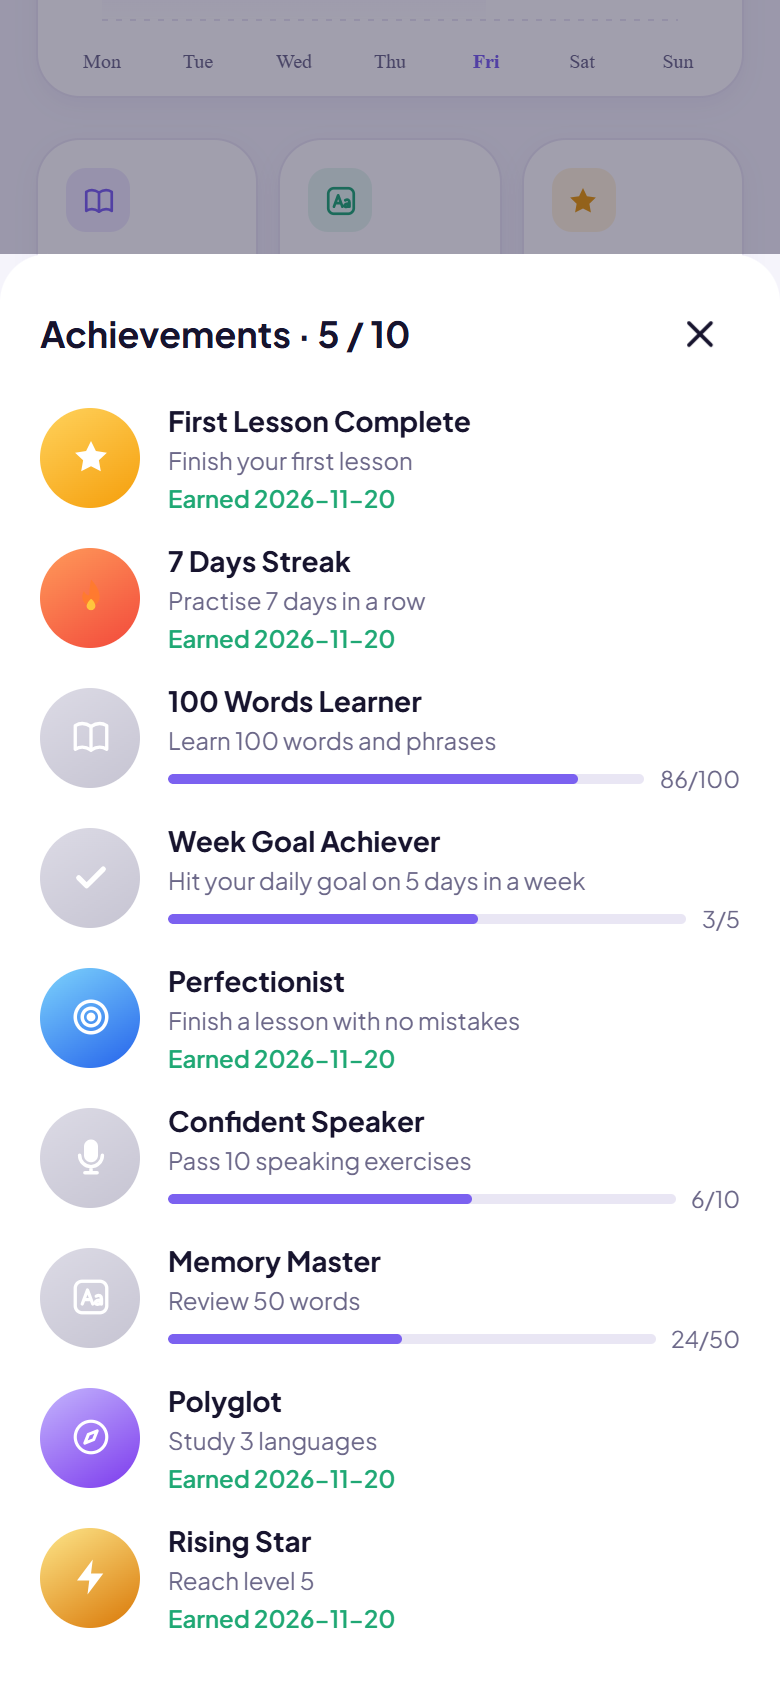 Mon Tue Wed Thu Fri Sat Sun
Aa
Achievements · 5 / 10
First Lesson Complete
Finish your first lesson
Earned 2026-11-20
7 Days Streak
Practise 7 days in a row
Earned 2026-11-20
100 Words Learner
Learn 100 words and phrases
86/100
Week Goal Achiever
Hit your daily goal on 5 days in a week
3/5
Perfectionist
Finish a lesson with no mistakes
Earned 2026-11-20
Confident Speaker
Pass 10 speaking exercises
6/10
Memory Master
Review 50 words
Aa
24/50
Polyglot
Study 3 languages
Earned 2026-11-20
Rising Star
Reach level 5
Earned 2026-11-20